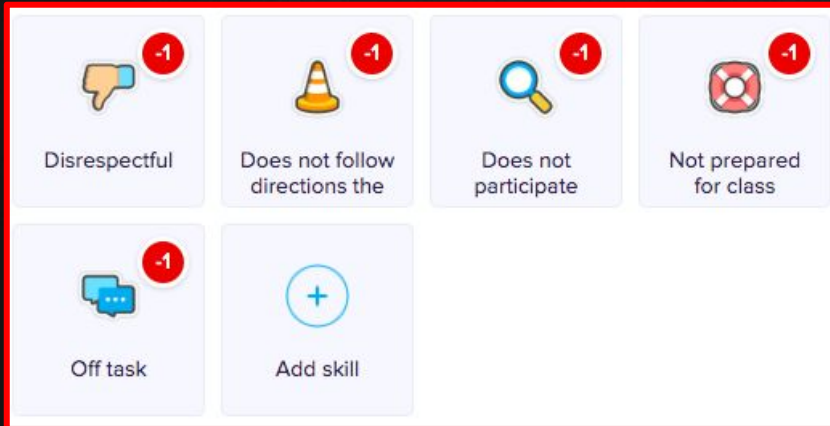 -1
-1
-1
-1
Disrespectful
Does not follow
directions the
Does not
participate
Not prepared
for class
-1
Off task
Add skill